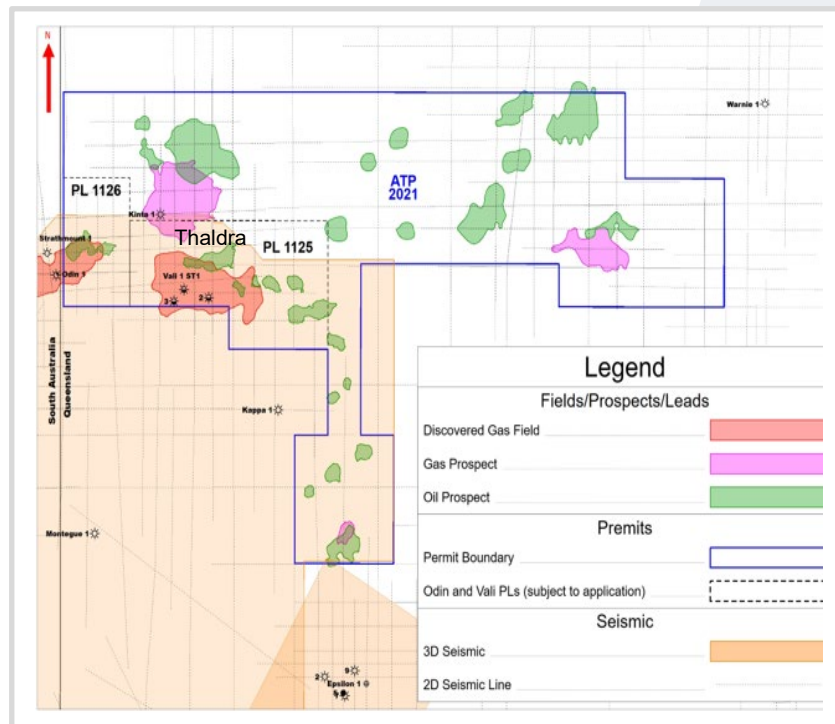 N
Warnie 1
ATP
2021
PL 1126
Kinta 1
Thaldra
PL 1125
Strathmount 1
Odin 1
Vali 1 ST1
3
2
South Australia
Queensland
Kappa 1
Montegue 1
9
2
Epsilon 1
Legend
Fields/Prospects/Leads
Discovered Gas Field
Gas Prospect
Oil Prospect
Premits
Permit Boundary
Odin and Vali PLs (subject to application)
Seismic
3D Seismic
2D Seismic Line